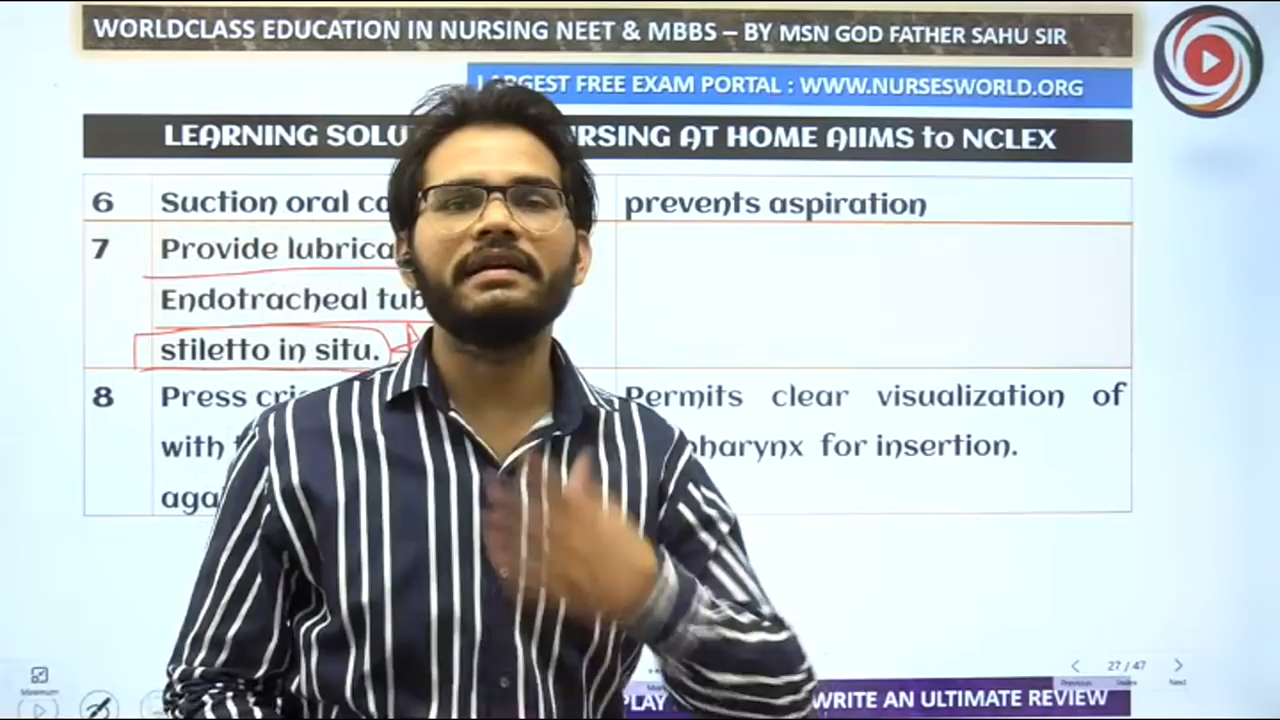 WORLDCLASS EDUCATION IN NURSING NEET & MBBS – BY MSN GOD FATHER SAHU SIR
LARGEST FREE EXAM PORTAL : WWW.NURSESWORLD.ORG
LEARNING SOLU RSING AT HOME AIIMS to NCLEX
6 Suction oral prevents aspiration
7 Provide lubrica
Endotracheal tub
stiletto in situ.
8 Press cri Permits clear visualization of
with pharynx for insertion.
aga
27 / 47
Previous Index Next
PLAY WRITE AN ULTIMATE REVIEW